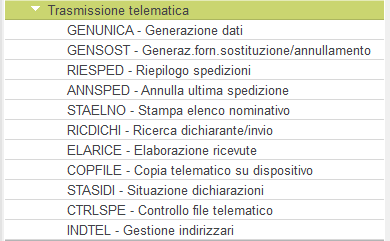 Trasmissione telematica
GENUNICA - Generazione dati
GENSOST - Generaz.forn.sostituzione/annullamento
RIESPED - Riepilogo spedizioni
ANNSPED - Annulla ultima spedizione
STAELNO - Stampa elenco nominativo
RICDICHI - Ricerca dichiarante/invio
ELARICE - Elaborazione ricevute
COPFILE - Copia telematico su dispositivo
STASIDI - Situazione dichiarazioni
CTRLSPE - Controllo file telematico
INDTEL - Gestione indirizzari